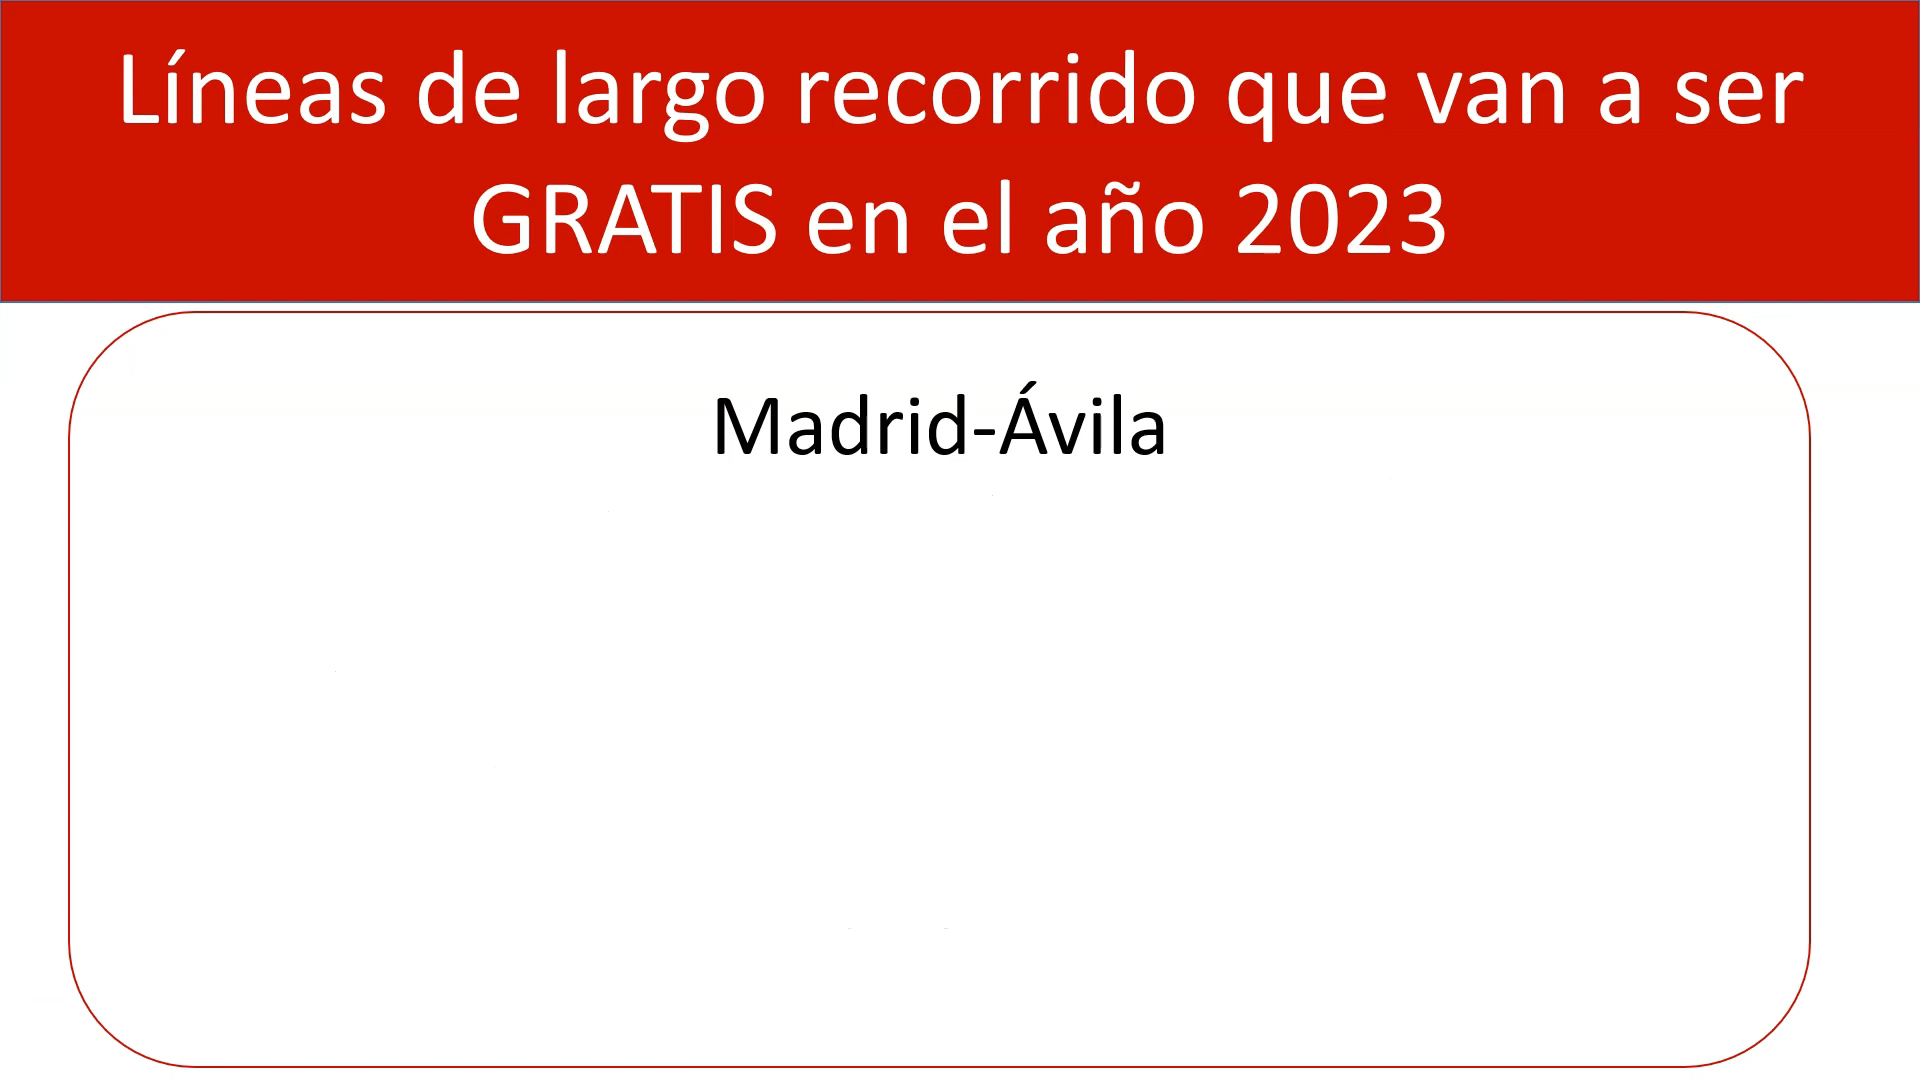 Líneas de largo recorrido que van a ser
GRATIS en el año 2023
Madrid-Ávila